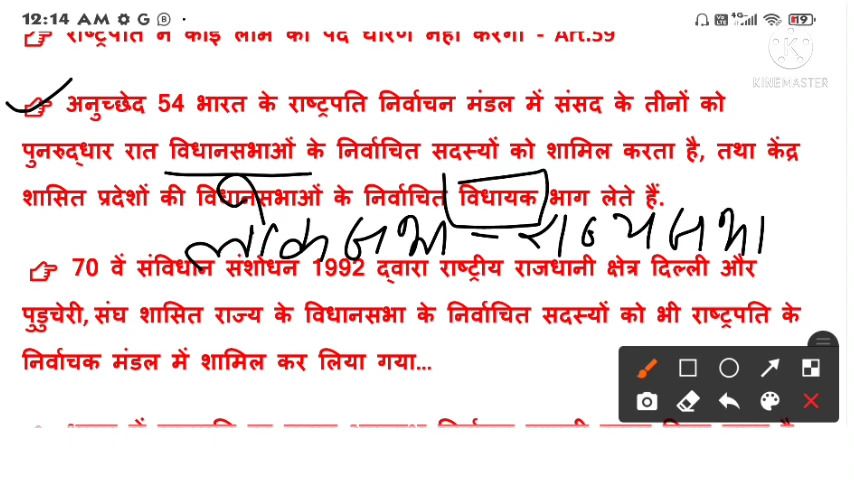 12:14 AM G
4G 19
KINEMASTER
राष्ट्रपति में कोई लाभ का पद धारण नहीं करेगा - Art.59
अनुच्छेद 54 भारत के राष्ट्रपति निर्वाचन मंडल में संसद के तीनों को
पुनरुद्धार रात विधानसभाओं के निर्वाचित सदस्यों को शामिल करता है, तथा केंद्र
शासित प्रदेशों की विधानसभाओं के निर्वाचित विधायक भाग लेते हैं.
लोकसभा - राज्यसभा
70 वें संविधान संशोधन 1992 द्वारा राष्ट्रीय राजधानी क्षेत्र दिल्ली और
पुडुचेरी, संघ शासित राज्य के विधानसभा के निर्वाचित सदस्यों को भी राष्ट्रपति के
निर्वाचक मंडल में शामिल कर लिया गया...